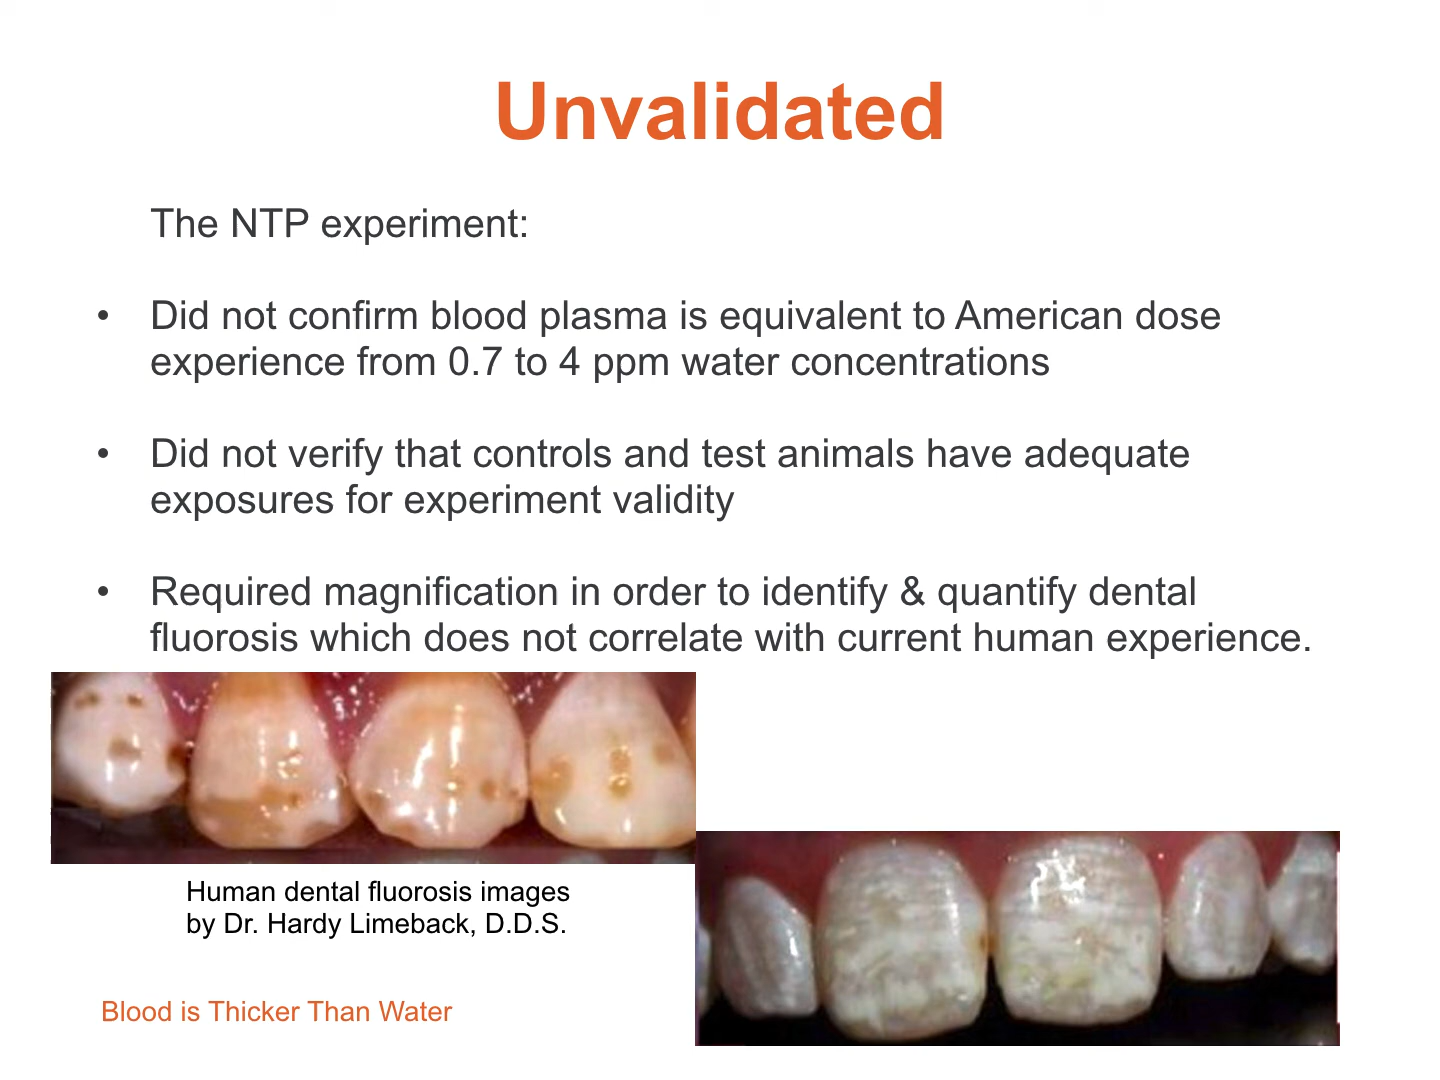 Unvalidated
The NTP experiment:
• Did not confirm blood plasma is equivalent to American dose
experience from 0.7 to 4 ppm water concentrations
• Did not verify that controls and test animals have adequate
exposures for experiment validity
• Required magnification in order to identify & quantify dental
fluorosis which does not correlate with current human experience.
Human dental fluorosis images
by Dr. Hardy Limeback, D.D.S.
Blood is Thicker Than Water